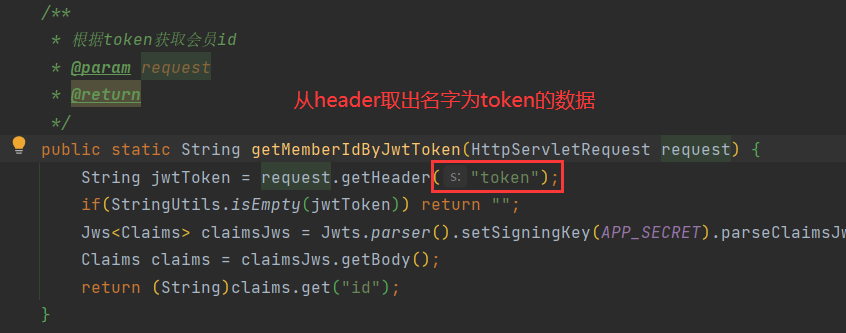 /**
* 根据token获取会员id
* @param request
* @return
从header取出名字为token的数据
*/
public static String getMemberIdByJwtToken(HttpServletRequest request) {
String jwtToken = request.getHeader( s: "token");
if(StringUtils.isEmpty(jwtToken)) return "";
Jws<Claims> claimsJws = Jwts.parser().setSigningKey(APP_SECRET).parseClaimsJw
Claims claims = claimsJws.getBody();
return (String)claims.get("id");
}